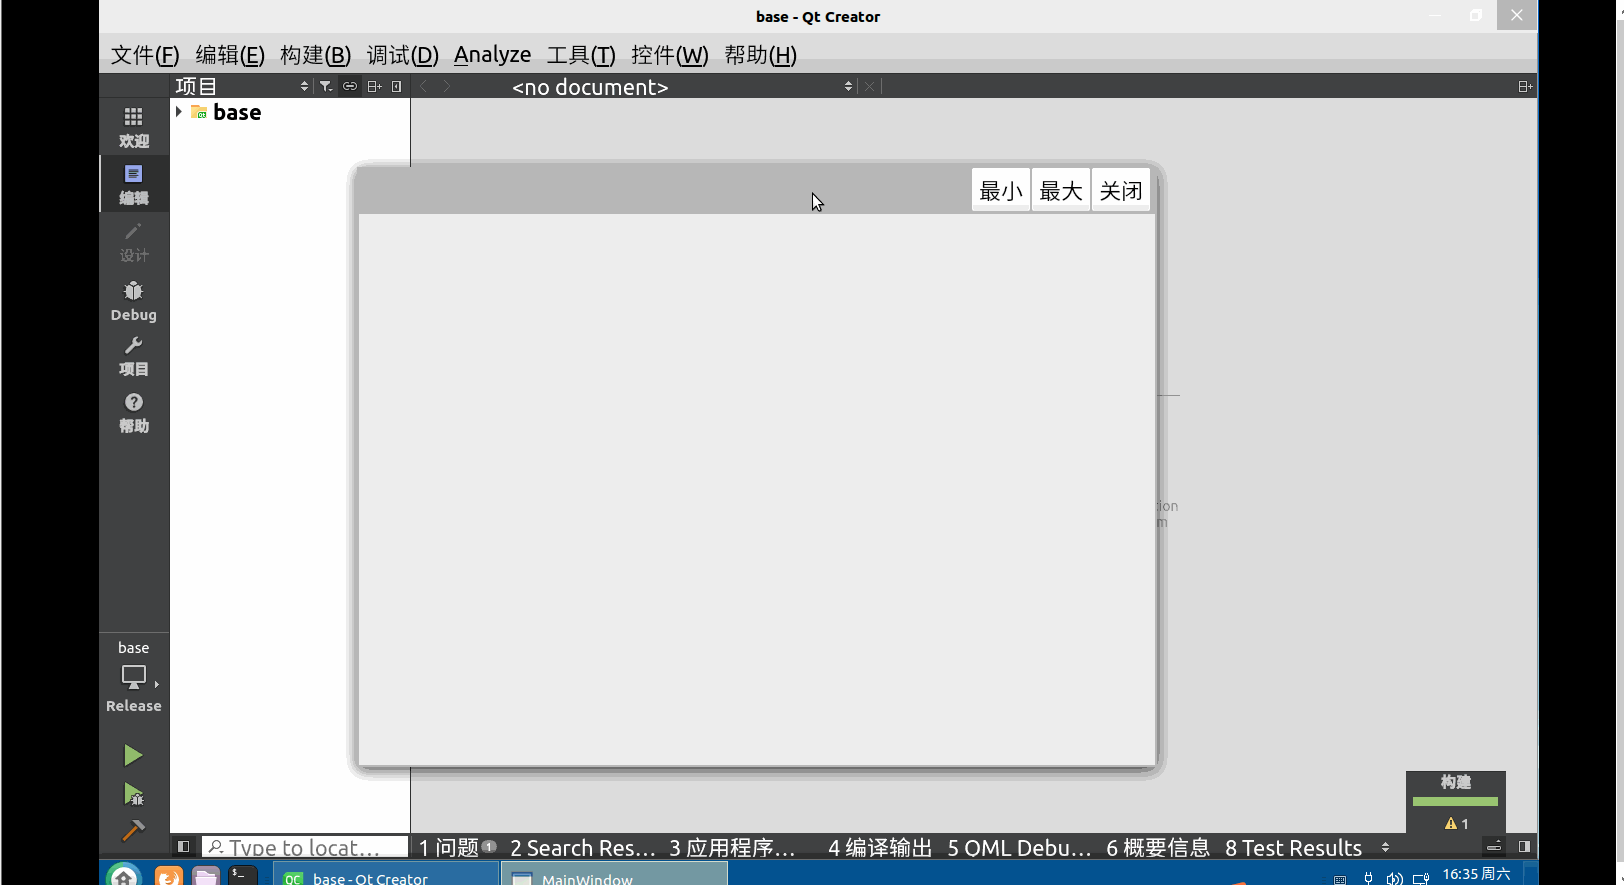 base - Qt Creator
文件(F) 编辑(E) 构建(B) 调试(D) Analyze 工具(T) 控件(W) 帮助(H)
项目
<no document>
base
欢迎
编辑
设计
Debug
项目
帮助
最小 最大 关闭
tion
m
base
Release
构建
1
Type to locat...
1 问题 1 2 Search Res... 3 应用程序... 4 编译输出 5 QML Debu... 6 概要信息 8 Test Results
base - Qt Creator
MainWindow
16:35 周六